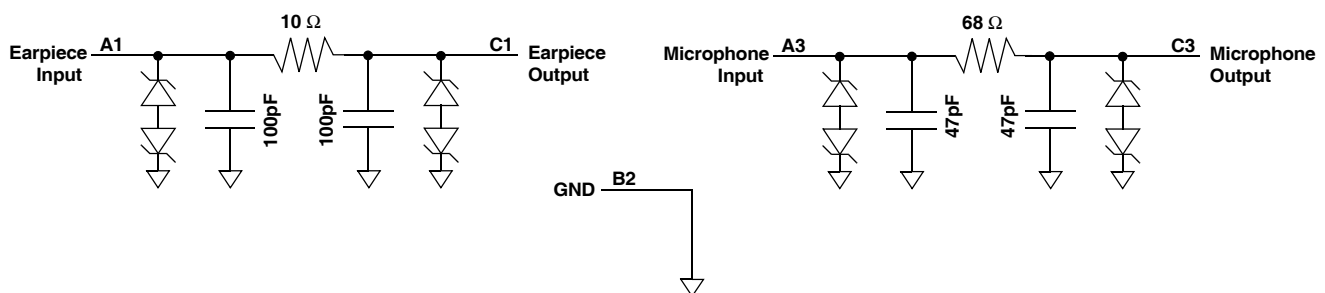 10 Ω
Earpiece
Input
A1
C1
Earpiece
Output
100pF
100pF
68 Ω
Microphone
Input
A3
C3
Microphone
Output
47pF
47pF
GND
B2